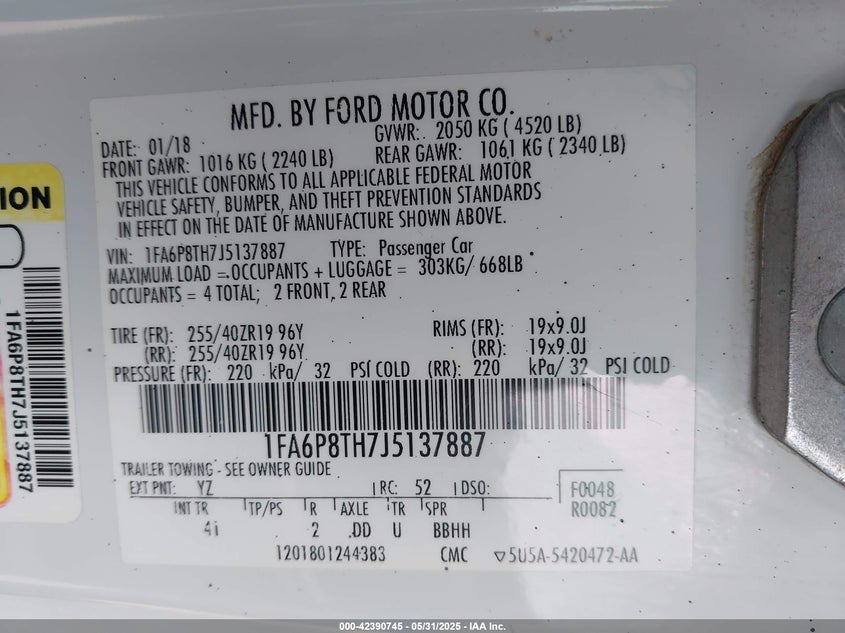 MFD. BY FORD MOTOR CO.
DATE: 01/18 GVWR: 2050 KG ( 4520 LB)
FRONT GAWR: 1016 KG ( 2240 LB) REAR GAWR: 1061 KG ( 2340 LB)
THIS VEHICLE CONFORMS TO ALL APPLICABLE FEDERAL MOTOR
VEHICLE SAFETY, BUMPER, AND THEFT PREVENTION STANDARDS
IN EFFECT ON THE DATE OF MANUFACTURE SHOWN ABOVE.
VIN: 1FA6P8TH7J5137887 TYPE: Passenger Car
MAXIMUM LOAD = OCCUPANTS + LUGGAGE = 303KG/ 668LB
OCCUPANTS = 4 TOTAL; 2 FRONT, 2 REAR
TIRE (FR): 255/40ZR19 96Y RIMS (FR): 19x9.0J
(RR): 255/40ZR19 96Y (RR): 19x9.0J
PRESSURE (FR): 220 kPa/ 32 PSI COLD (RR): 220 kPa/ 32 PSI COLD
1FA6P8TH7J5137887
TRAILER TOWING - SEE OWNER GUIDE
EXT PNT: YZ RC: 52 DSO: F0048
INT TR TP/PS R AXLE TR SPR R0082
4i 2 .DD U BBHH
1201801244383 CMC ▽5U5A-5420472-AA
ION
1FA6P8TH7J5137887
000-42390745 - 05/31/2025 - IAA Inc.